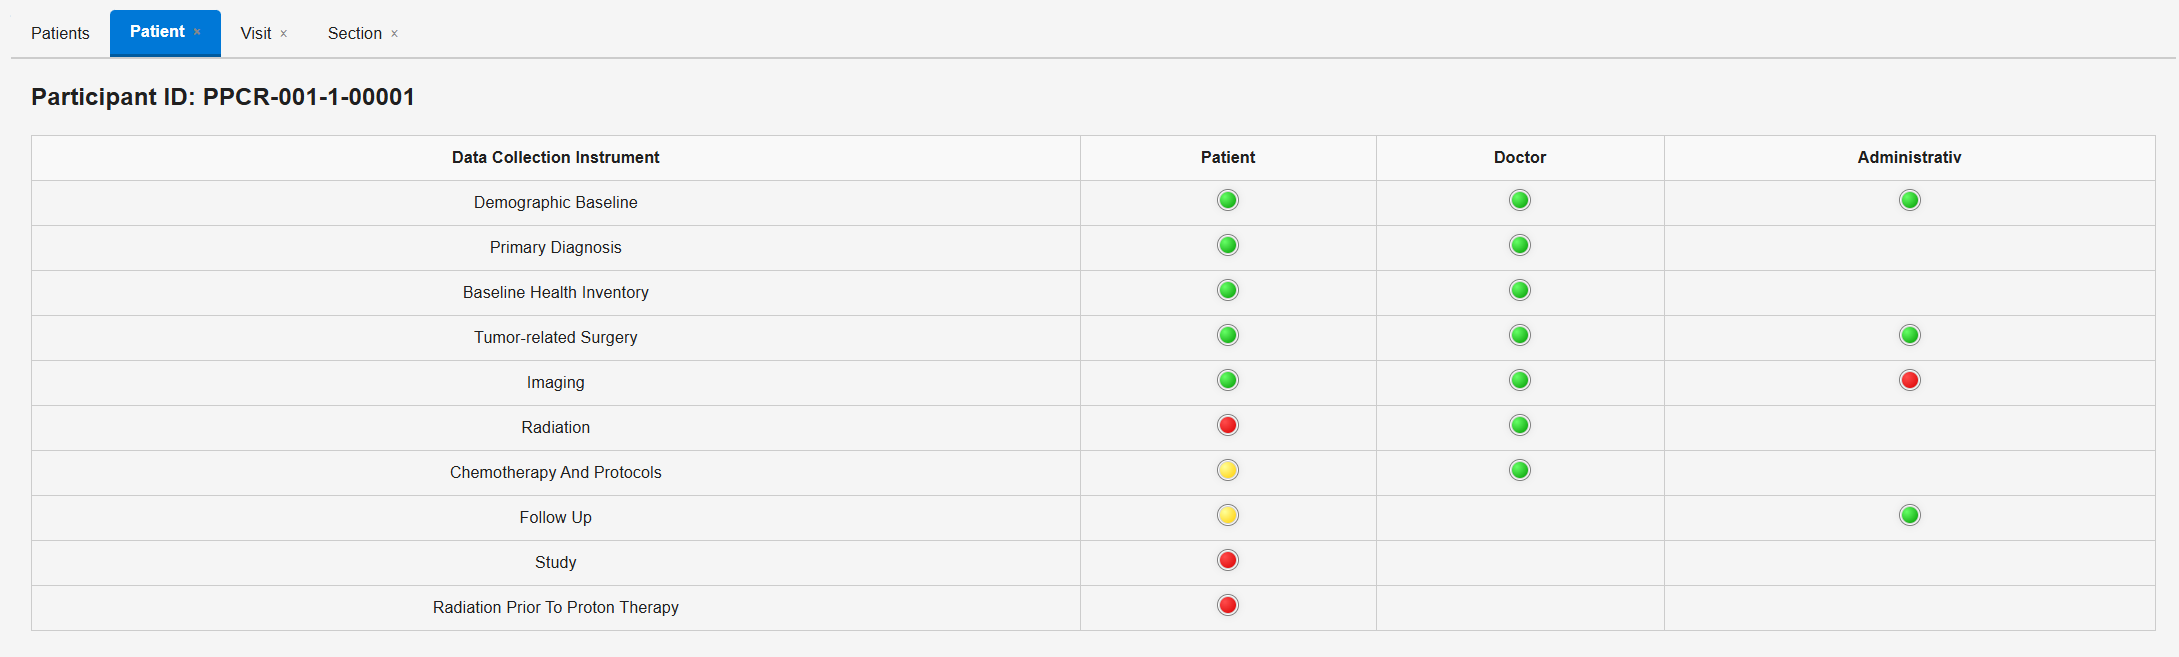 Patients Patient × Visit × Section ×
Participant ID: PPCR-001-1-00001
Data Collection Instrument Patient Doctor Administrativ
Demographic Baseline
Primary Diagnosis
Baseline Health Inventory
Tumor-related Surgery
Imaging
Radiation
Chemotherapy And Protocols
Follow Up
Study
Radiation Prior To Proton Therapy